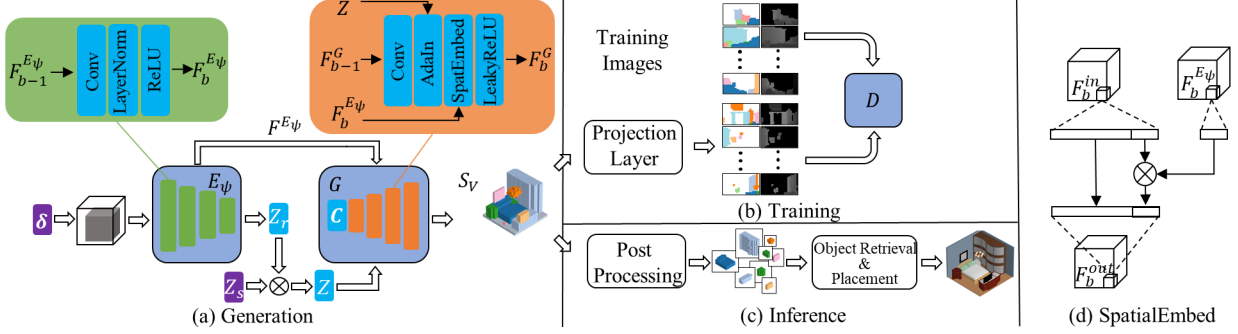 F_{b-1}^{E_ψ}
Conv
LayerNorm
ReLU
F_b^{E_ψ}
Z
F_{b-1}^G
Conv
AdaIn
SpatEmbed
LeakyReLU
F_b^G
F_b^{E_ψ}
F^{E_ψ}
E_ψ
G
S_V
δ
C
Z_r
Z_s
Z
(a) Generation
Training
Images
Projection
Layer
D
(b) Training
Post
Processing
Object Retrieval
&
Placement
(c) Inference
F_b^{in}
F_b^{E_ψ}
F_b^{out}
(d) SpatialEmbed